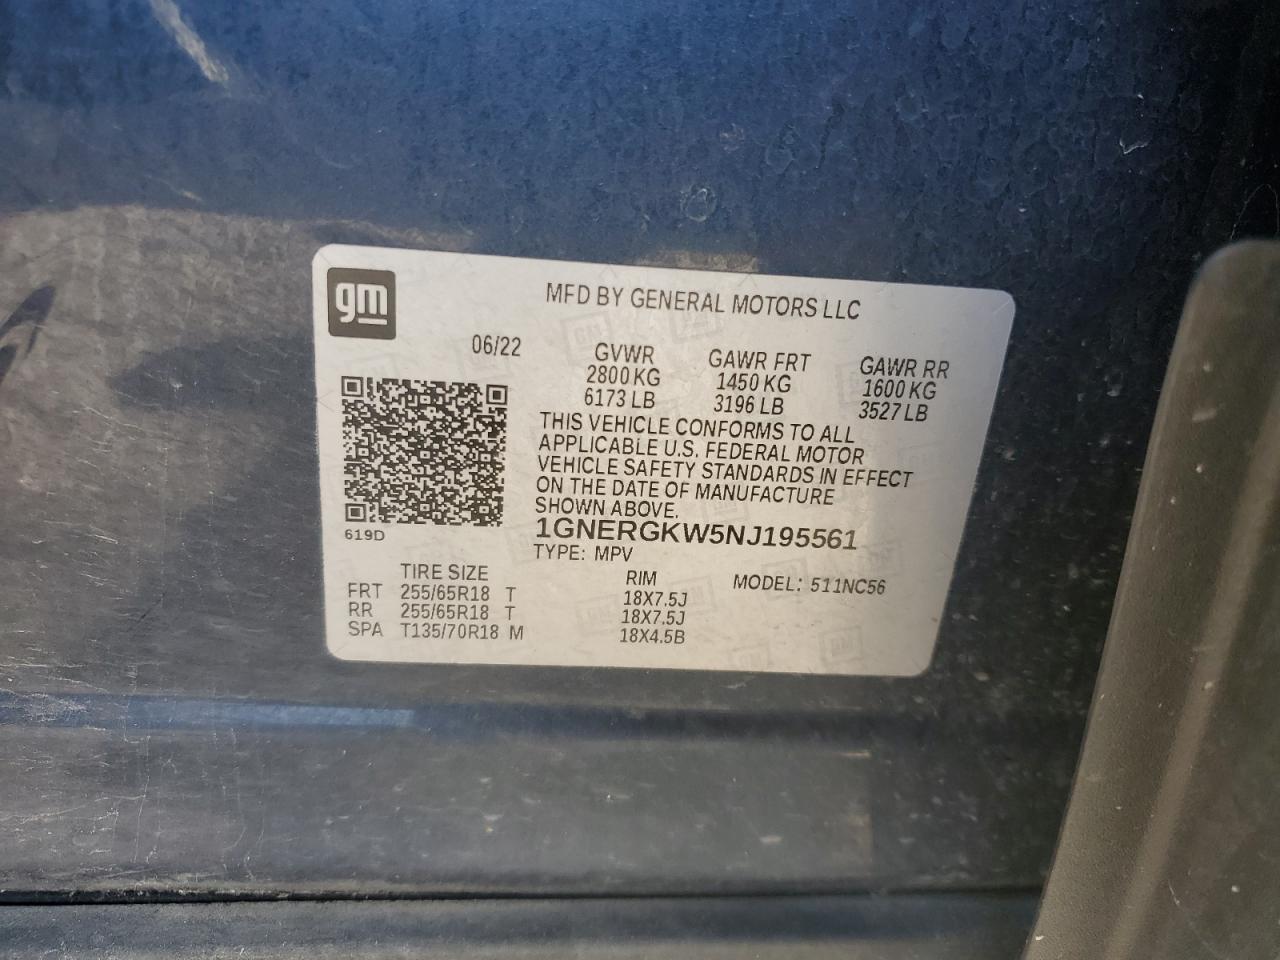 gm
MFD BY GENERAL MOTORS LLC
06/22
GVWR GAWR FRT GAWR RR
2800 KG 1450 KG 1600 KG
6173 LB 3196 LB 3527 LB
THIS VEHICLE CONFORMS TO ALL
APPLICABLE U.S. FEDERAL MOTOR
VEHICLE SAFETY STANDARDS IN EFFECT
ON THE DATE OF MANUFACTURE
SHOWN ABOVE.
619D
1GNERGKW5NJ195561
TYPE: MPV
TIRE SIZE RIM MODEL: 511NC56
FRT 255/65R18 T 18X7.5J
RR 255/65R18 T 18X7.5J
SPA T135/70R18 M 18X4.5B